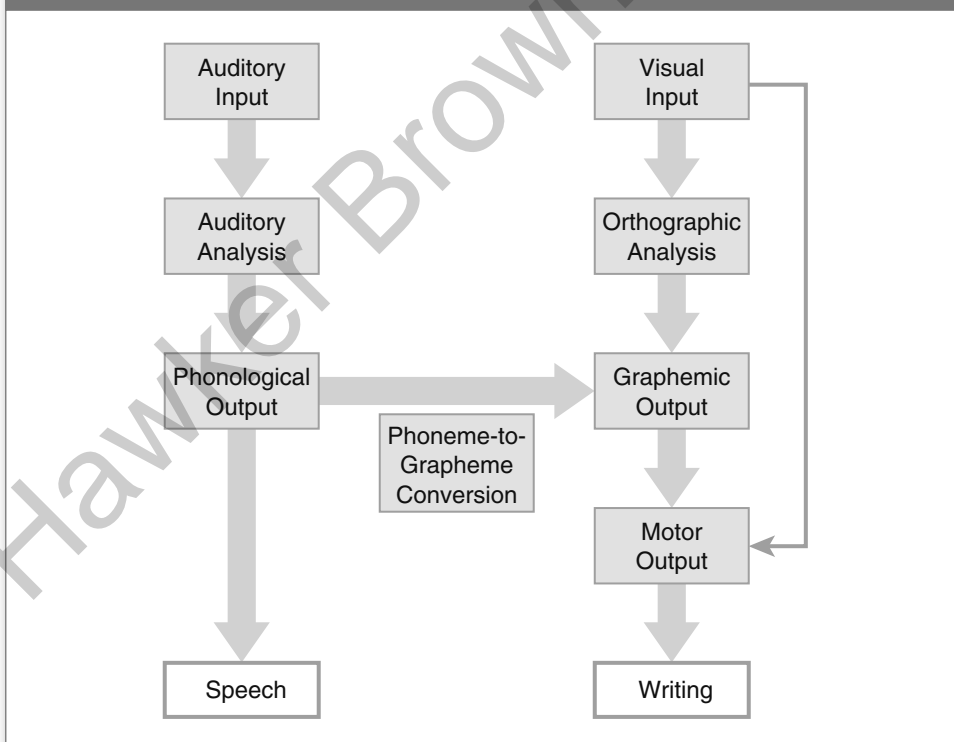 Auditory
Input
Visual
Input
Auditory
Analysis
Orthographic
Analysis
Phonological
Output
Graphemic
Output
Phoneme-to-
Grapheme
Conversion
Motor
Output
Speech
Writing
Hawker